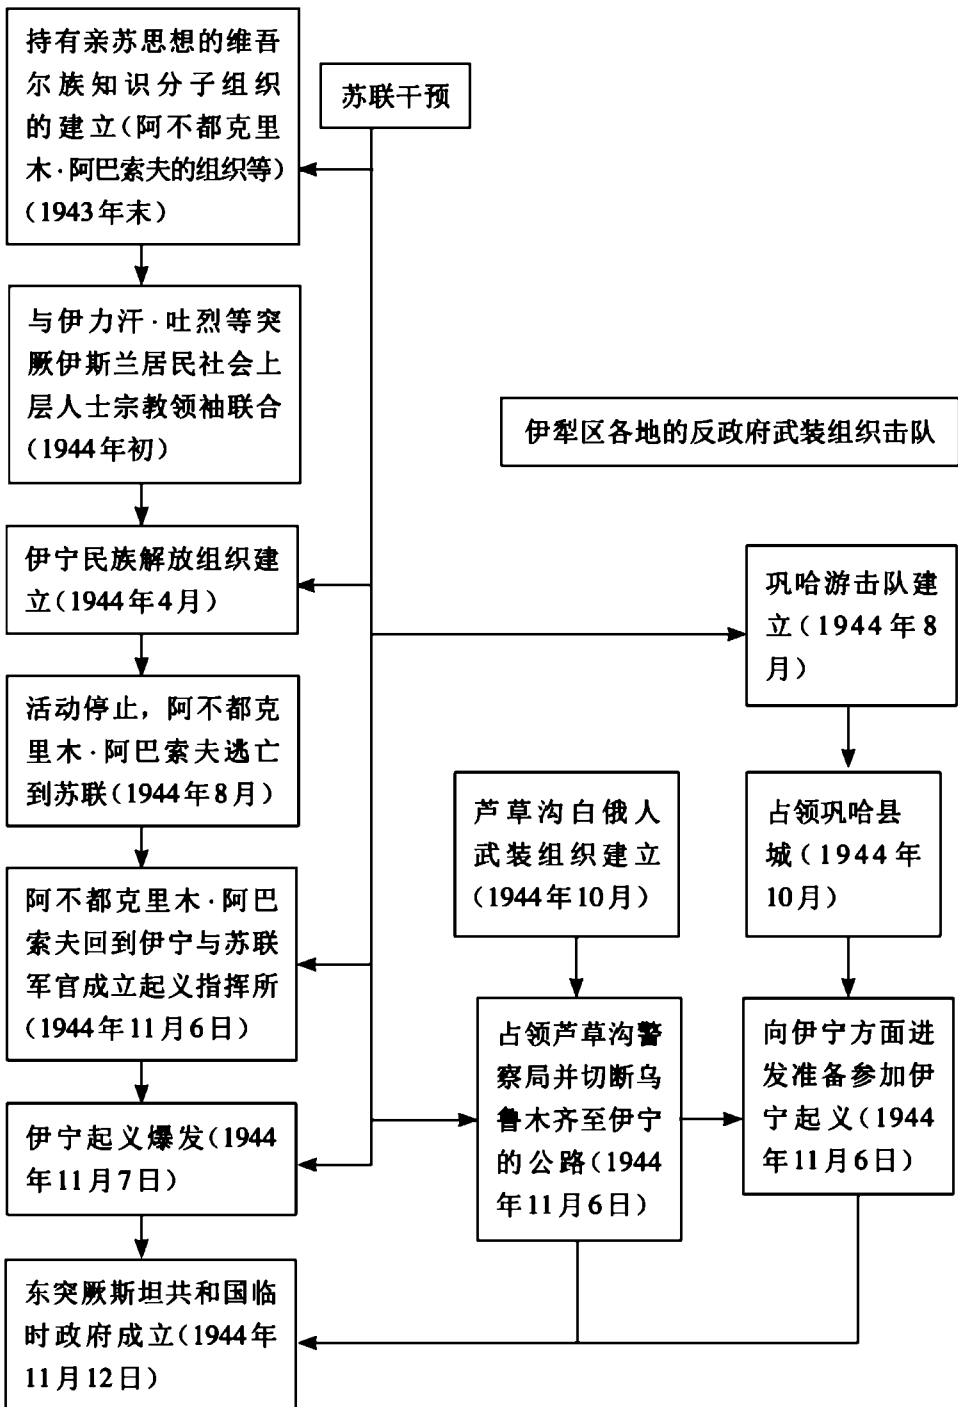 持有亲苏思想的维吾
尔族知识分子组织
的建立(阿不都克里
木·阿巴索夫的组织等)
(1943年末)
苏联干预
与伊力汗·吐烈等突
厥伊斯兰居民社会上
层人士宗教领袖联合
(1944年初)
伊犁区各地的反政府武装组织击队
伊宁民族解放组织建
立(1944年4月)
巩哈游击队建
立(1944年8
月)
活动停止，阿不都克
里木·阿巴索夫逃亡
到苏联(1944年8月)
芦草沟白俄人
武装组织建立
(1944年10月)
占领巩哈县
城(1944年
10月)
阿不都克里木·阿巴
索夫回到伊宁与苏联
军官成立起义指挥所
(1944年11月6日)
占领芦草沟警
察局并切断乌
鲁木齐至伊宁
的公路(1944
年11月6日)
向伊宁方面进
发准备参加伊
宁起义(1944
年11月6日)
伊宁起义爆发(1944
年11月7日)
东突厥斯坦共和国临
时政府成立(1944年
11月12日)